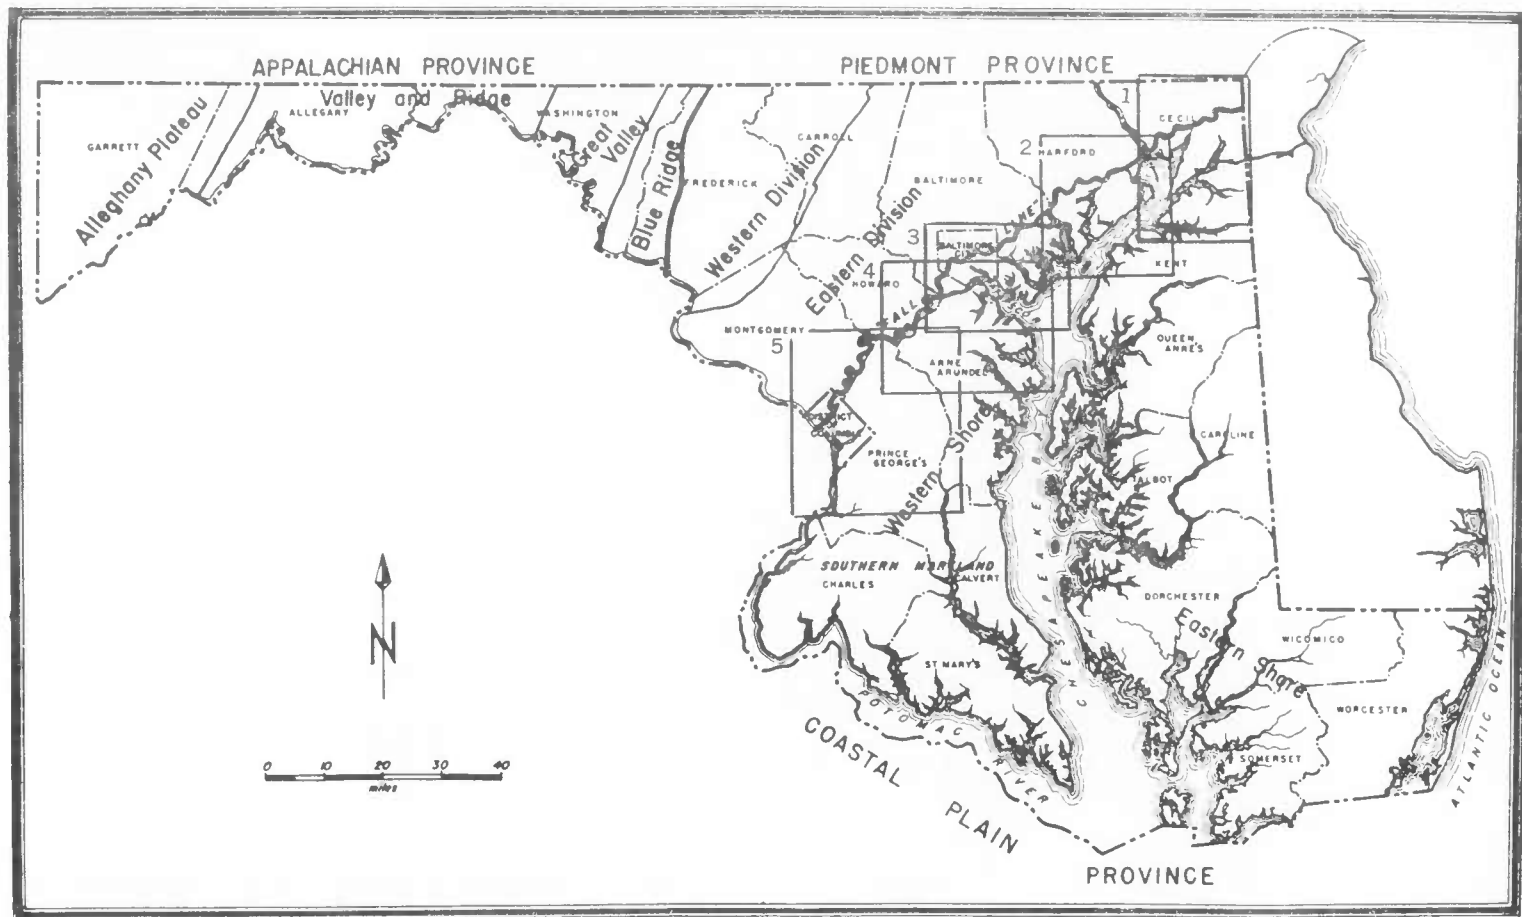 APPALACHIAN PROVINCE
PIEDMONT PROVINCE
Valley and Ridge
ALLEGARY
WASHINGTON
GARRETT
Alleghany Plateau
Great Valley
Blue Ridge
FREDERICK
CARROLL
Western Division
BALTIMORE
Eastern Division
HARFORD
CECIL
1
2
3
4
5
BALTIMORE
CITY
FALL LINE
HOWARD
KENT
MONTGOMERY
ANNE
ARUNDEL
QUEEN
ANNE'S
DISTRICT
COLUMBIA
PRINCE
GEORGE'S
Western Shore
CAROLINE
TALBOT
CHESAPEAKE B
SOUTHERN MARYLAND
CHARLES
CALVERT
DORCHESTER
Eastern Shore
WICOMICO
ST MARY'S
WORCESTER
SOMERSET
POTOMAC RIVER
ATLANTIC OCEAN
COASTAL PLAIN
PROVINCE
N
0 10 20 30 40
miles